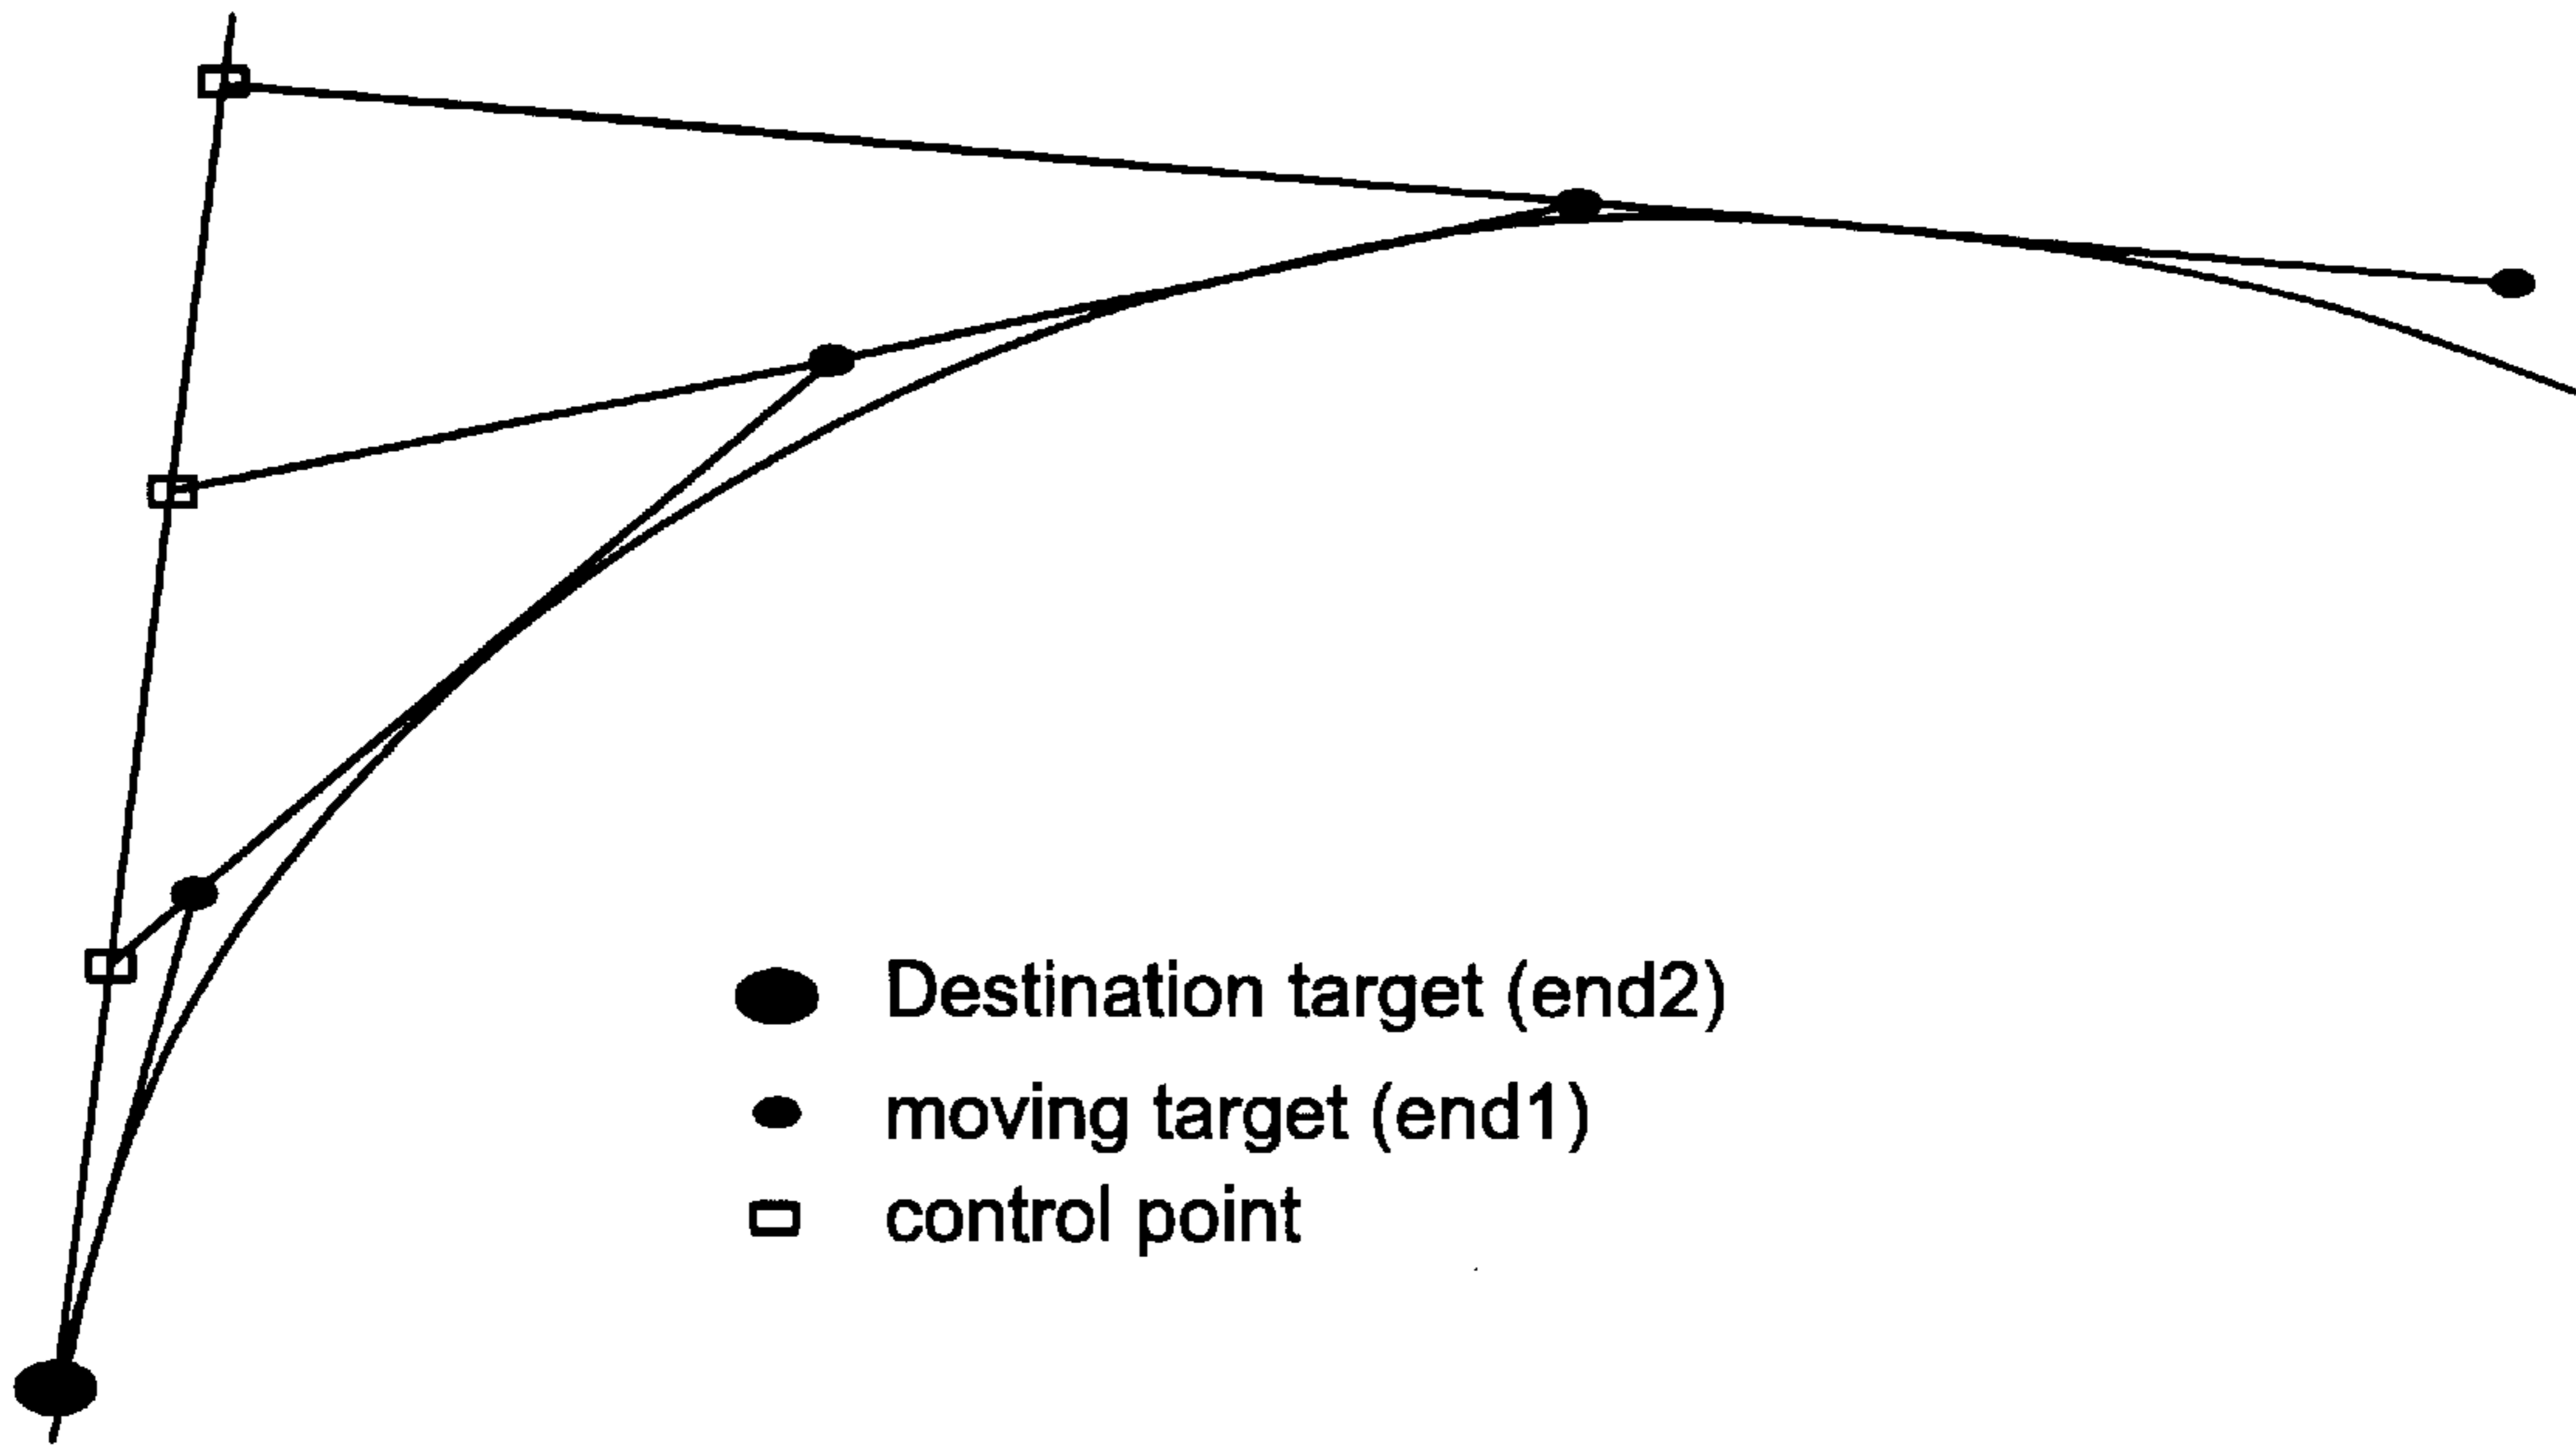 Destination target (end2)
moving target (end1)
control point